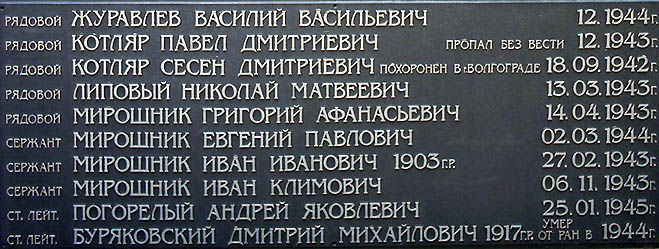 РЯДОВОЙ ЖУРАВЛЕВ ВАСИЛИЙ ВАСИЛЬЕВИЧ 12.1944г.
РЯДОВОЙ КОТЛЯР ПАВЕЛ ДМИТРИЕВИЧ ПРОПАЛ БЕЗ ВЕСТИ 12.1943г.
РЯДОВОЙ КОТЛЯР СЕСЕН ДМИТРИЕВИЧ ПОХОРОНЕН В г.ВОЛГОГРАДЕ 18.09.1942г.
РЯДОВОЙ ЛИПОВЫЙ НИКОЛАЙ МАТВЕЕВИЧ 13.03.1943г.
РЯДОВОЙ МИРОШНИК ГРИГОРИЙ АФАНАСЬЕВИЧ 14.04.1943г.
СЕРЖАНТ МИРОШНИК ЕВГЕНИЙ ПАВЛОВИЧ 02.03.1944г.
СЕРЖАНТ МИРОШНИК ИВАН ИВАНОВИЧ 1903г.р. 27.02.1943г.
СЕРЖАНТ МИРОШНИК ИВАН КЛИМОВИЧ 06.11.1943г.
СТ. ЛЕЙТ. ПОГОРЕЛЫЙ АНДРЕЙ ЯКОВЛЕВИЧ 25.01.1945г.
СТ. ЛЕЙТ. БУРЯКОВСКИЙ ДМИТРИЙ МИХАЙЛОВИЧ 1917г.р. УМЕР ОТ РАН В 1944г.